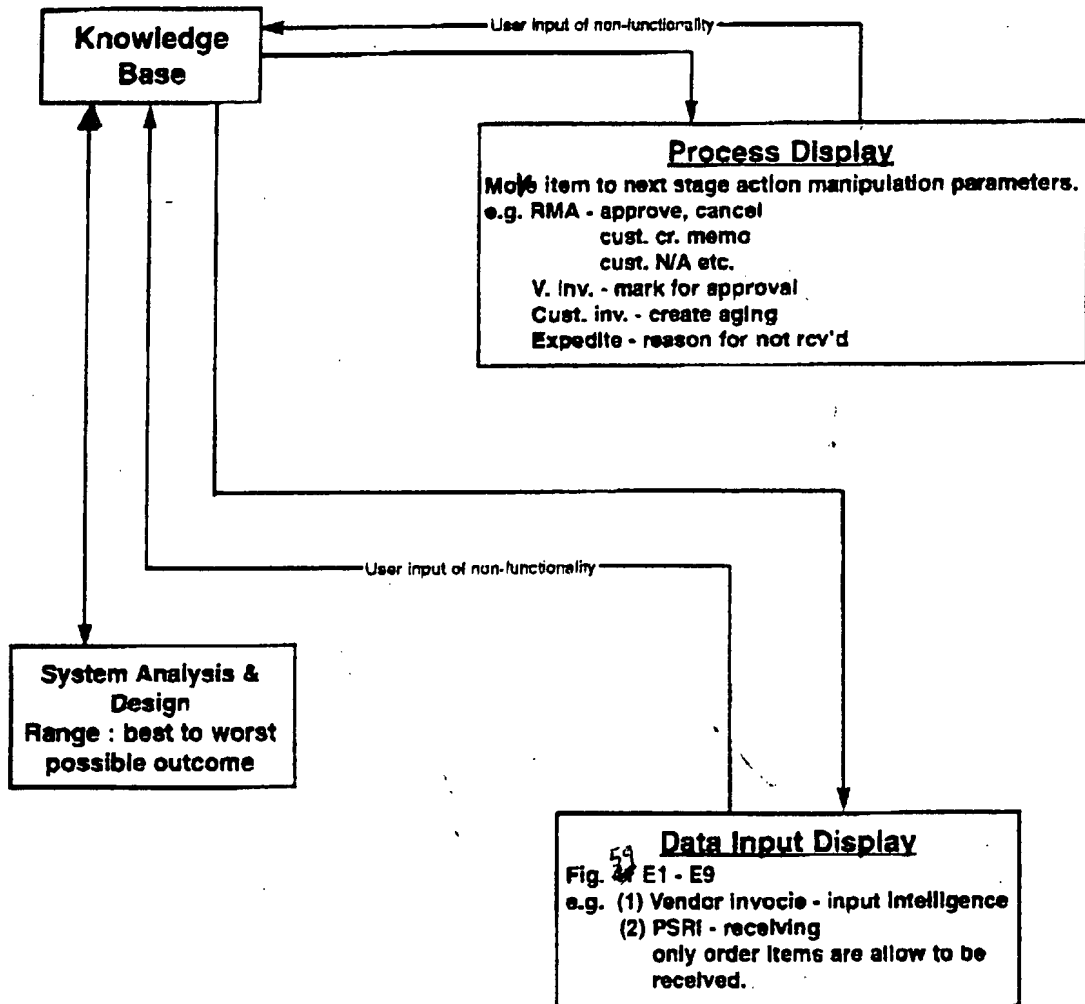 User input of non-functionality
Knowledge
Base
Process Display
Move item to next stage action manipulation parameters.
e.g. RMA - approve, cancel
cust. cr. memo
cust. N/A etc.
V. Inv. - mark for approval
Cust. inv. - create aging
Expedite - reason for not rcv'd
User input of non-functionality
System Analysis &
Design
Range : best to worst
possible outcome
Data Input Display
Fig. 59 E1 - E9
e.g. (1) Vendor invocie - input intelligence
(2) PSRI - receiving
only order items are allow to be
received.